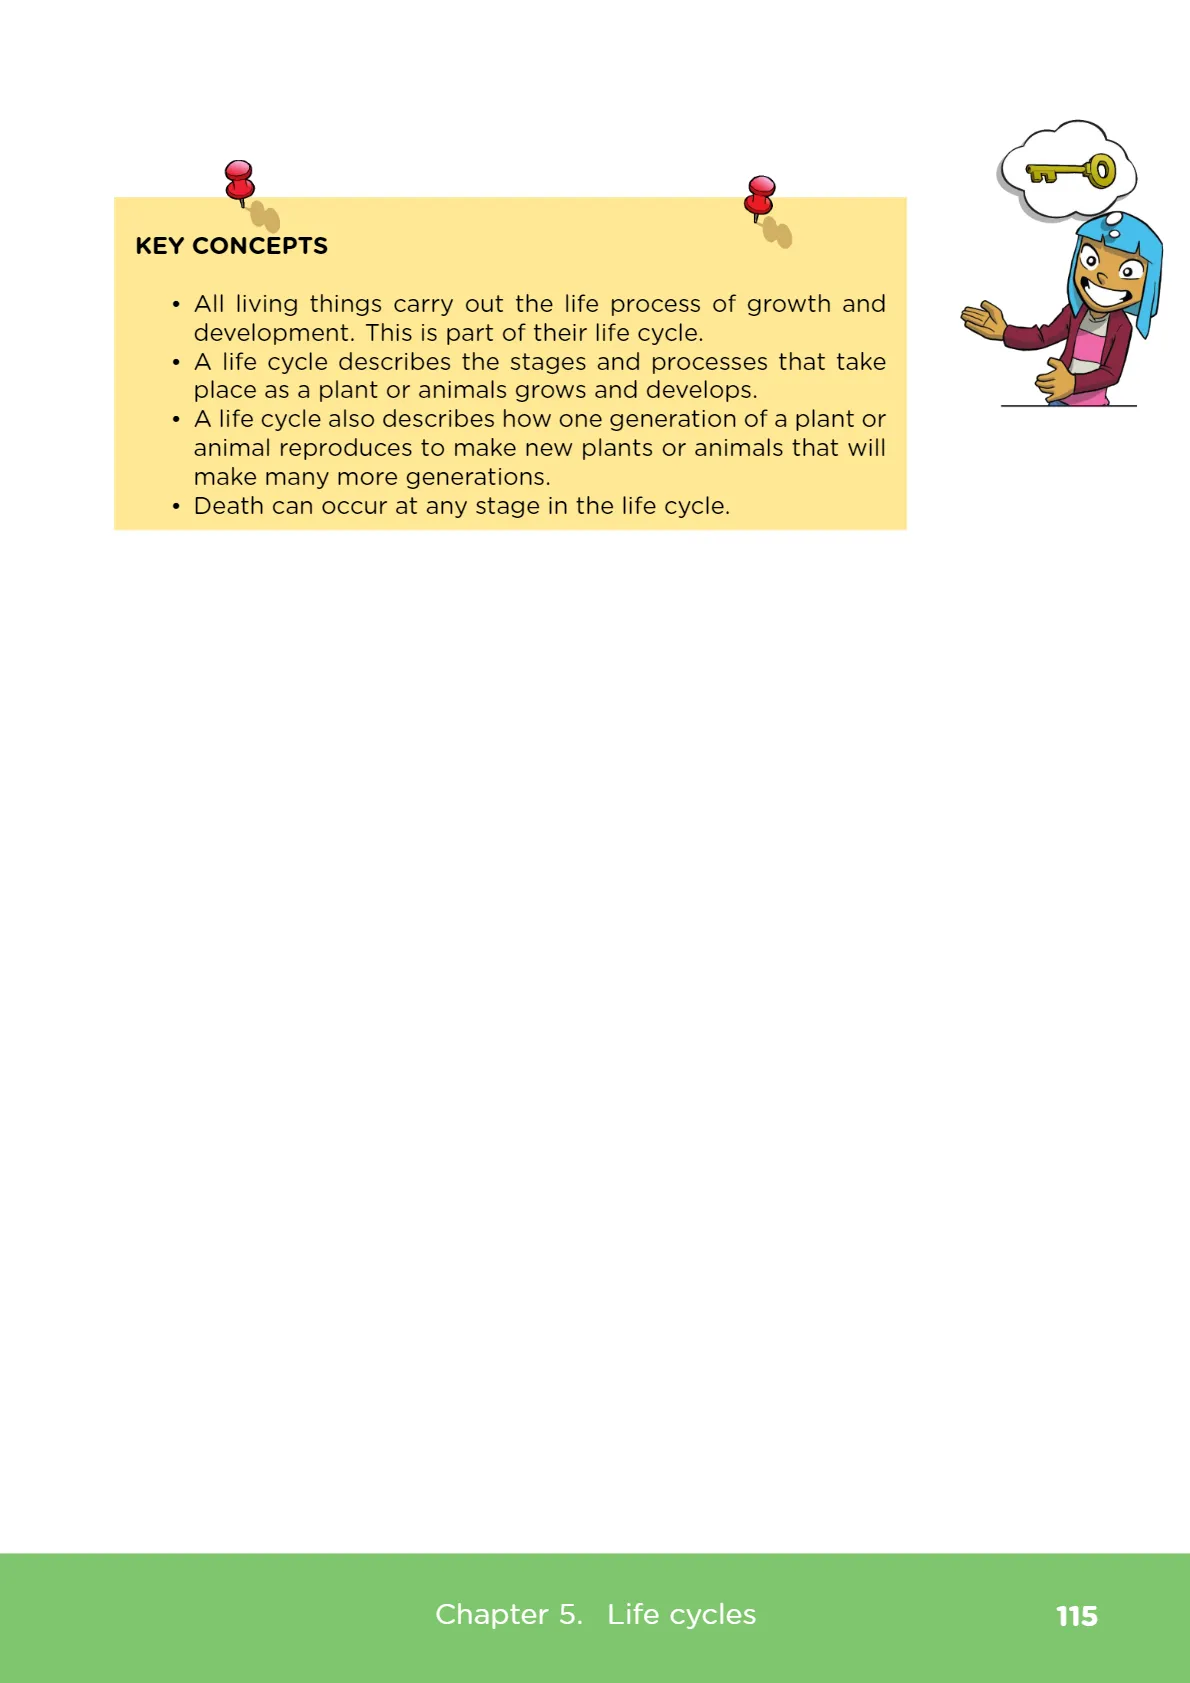 KEY CONCEPTS
• All living things carry out the life process of growth and
development. This is part of their life cycle.
• A life cycle describes the stages and processes that take
place as a plant or animals grows and develops.
• A life cycle also describes how one generation of a plant or
animal reproduces to make new plants or animals that will
make many more generations.
• Death can occur at any stage in the life cycle.
Chapter 5. Life cycles 115